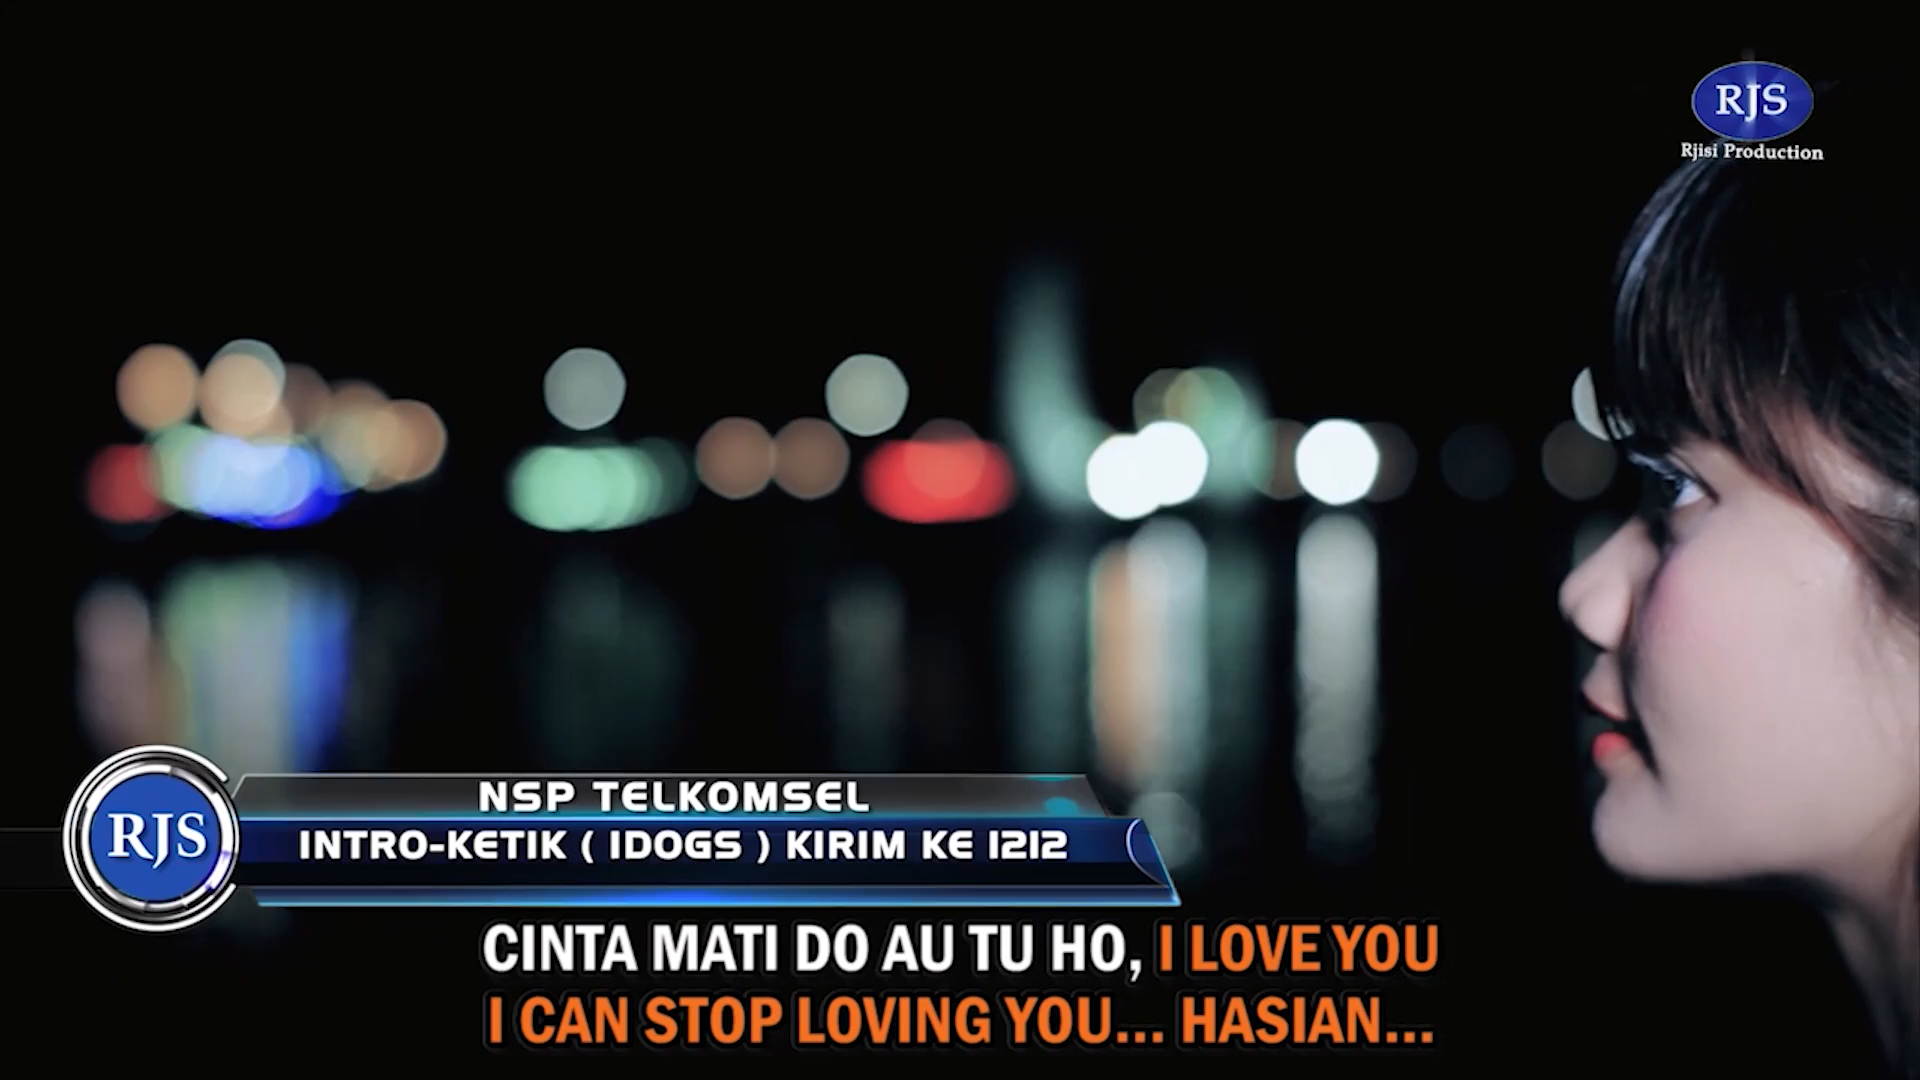 RJS
Rjisi Production
NSP TELKOMSEL
RJS
INTRO-KETIK ( IDOGS ) KIRIM KE 1212
CINTA MATI DO AU TU HO, I LOVE YOU
I CAN STOP LOVING YOU... HASIAN...